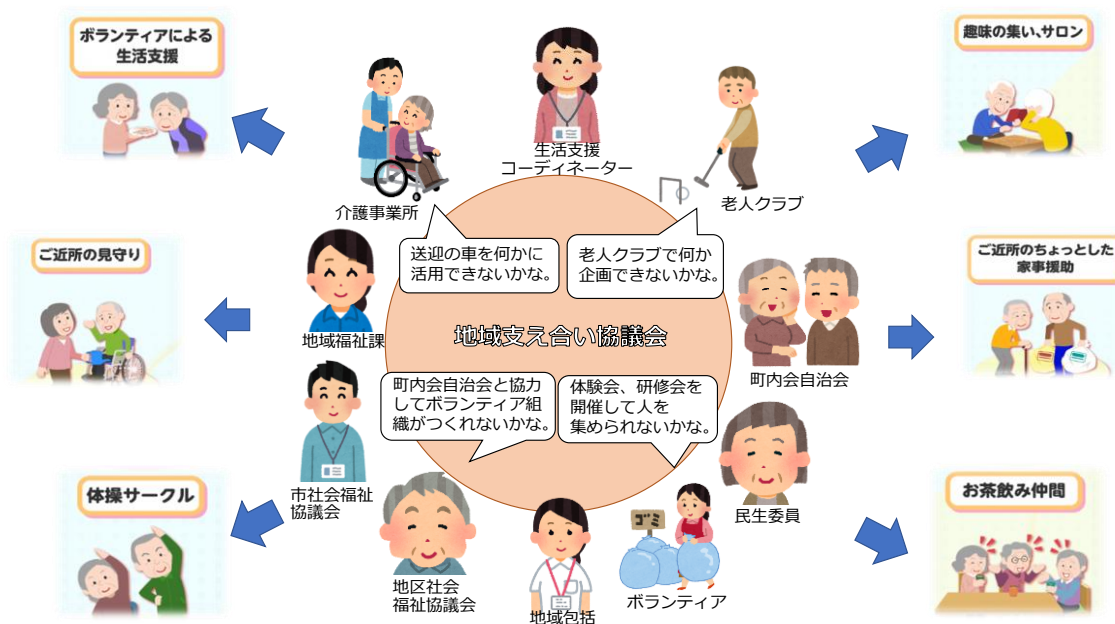 ボランティアによる
生活支援
趣味の集い、サロン
生活支援
コーディネーター
介護事業所
老人クラブ
送迎の車を何かに
活用できないかな。
老人クラブで何か
企画できないかな。
ご近所の見守り
ご近所のちょっとした
家事援助
地域福祉課
地域支え合い協議会
町内会自治会
町内会自治会と協力
してボランティア組
織がつくれないかな。
体験会、研修会を
開催して人を
集められないかな。
体操サークル
市社会福祉
協議会
地区社会
福祉協議会
地域包括
ゴミ
ボランティア
民生委員
お茶飲み仲間